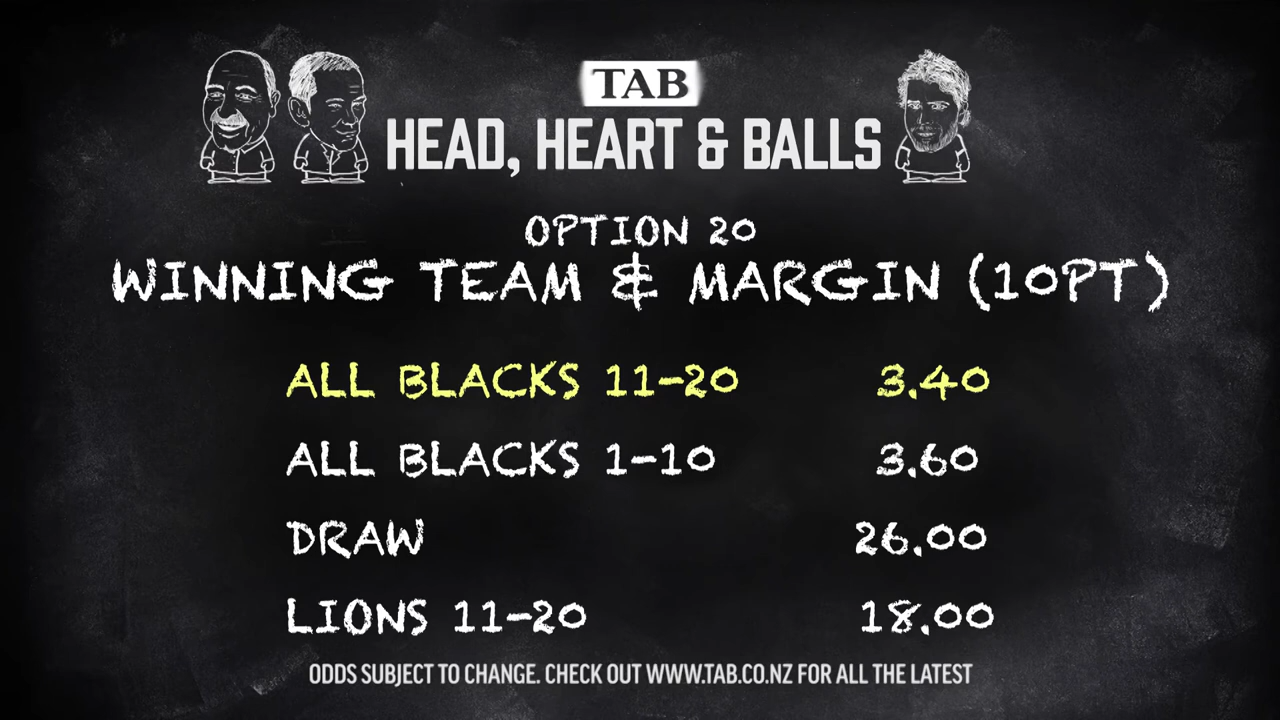 TAB
HEAD, HEART & BALLS
OPTION 20
WINNING TEAM & MARGIN (10PT)
ALL BLACKS 11-20 3.40
ALL BLACKS 1-10 3.60
DRAW 26.00
LIONS 11-20 18.00
ODDS SUBJECT TO CHANGE. CHECK OUT WWW.TAB.CO.NZ FOR ALL THE LATEST